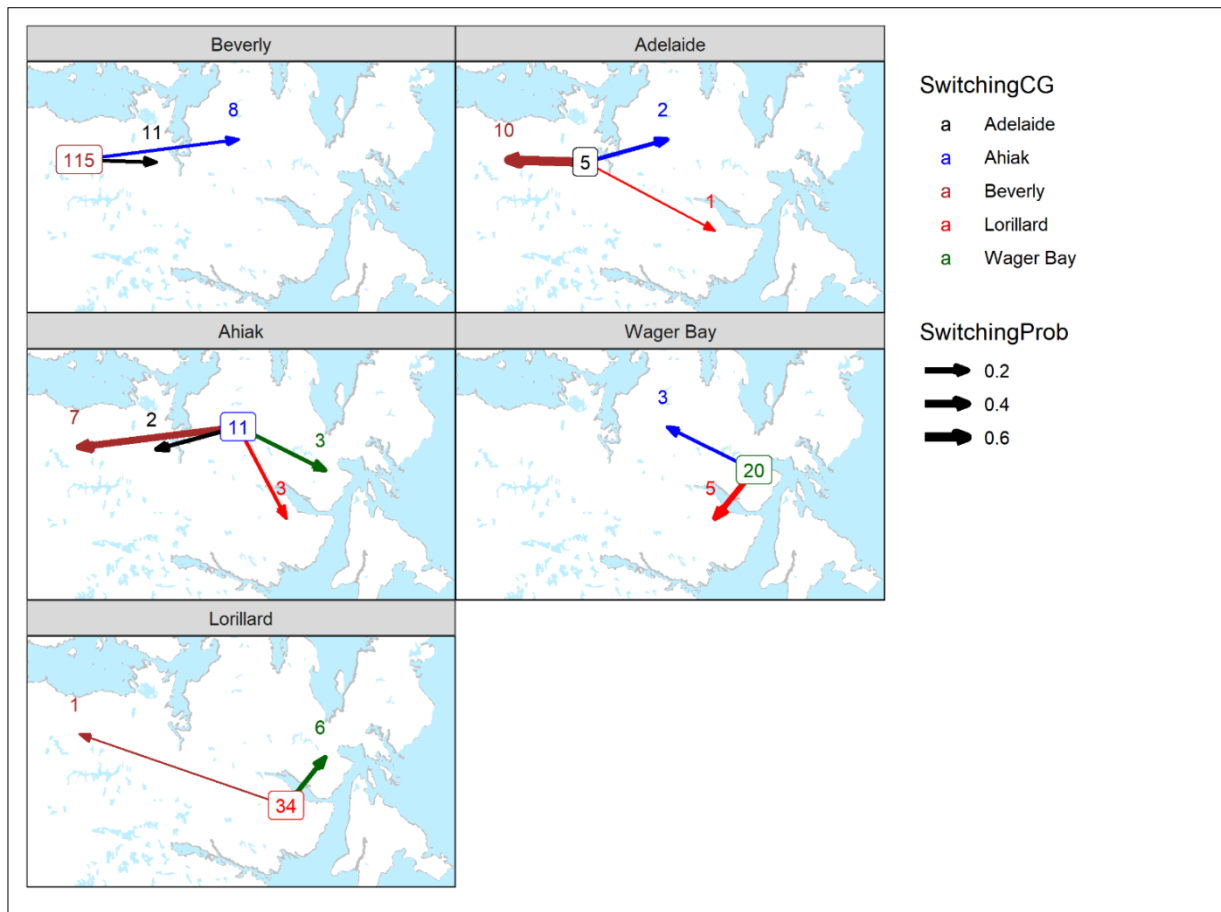 Beverly
8
11
115
Adelaide
2
10
5
1
SwitchingCG
a Adelaide
a Ahiak
a Beverly
a Lorillard
a Wager Bay
SwitchingProb
0.2
0.4
0.6
Ahiak
7
2
11
3
3
Wager Bay
3
20
5
Lorillard
1
6
34